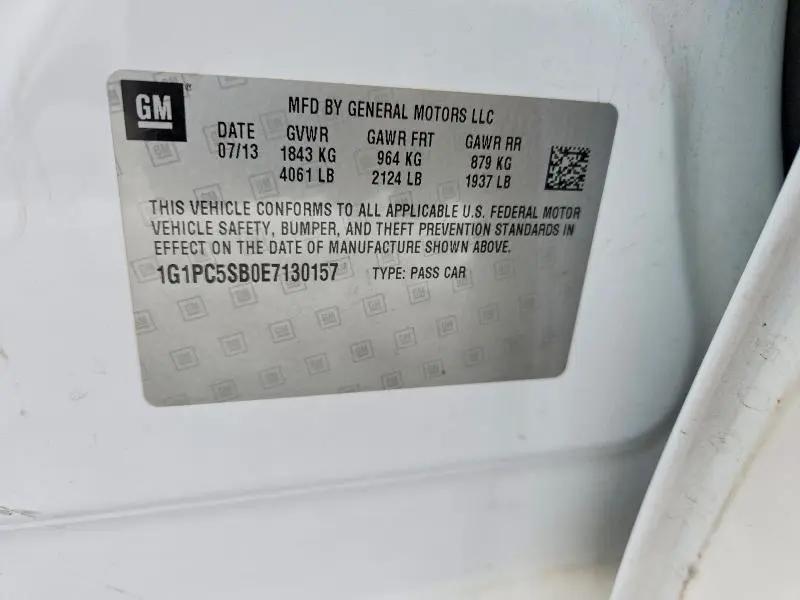 GM
MFD BY GENERAL MOTORS LLC
DATE GVWR GAWR FRT GAWR RR
07/13 1843 KG 964 KG 879 KG
4061 LB 2124 LB 1937 LB
THIS VEHICLE CONFORMS TO ALL APPLICABLE U.S. FEDERAL MOTOR
VEHICLE SAFETY, BUMPER, AND THEFT PREVENTION STANDARDS IN
EFFECT ON THE DATE OF MANUFACTURE SHOWN ABOVE.
1G1PC5SB0E7130157 TYPE: PASS CAR